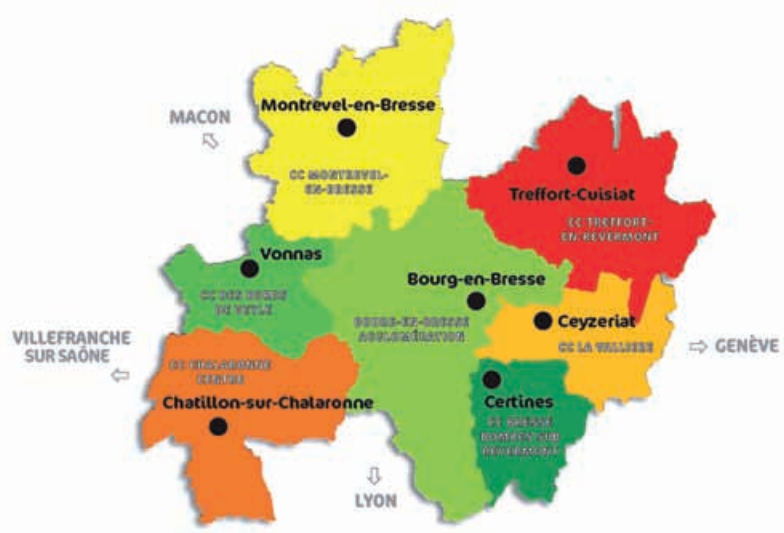 Montrevel-en-Bresse
MACON
CC MONTREVEL-
EN-BRESSE
Treffort-Cuisiat
CC TREFFORT-
EN-REVERMONT
Vonnas
CC DES BORDS
DE VEYLE
Bourg-en-Bresse
BOURG-EN-BRESSE
AGGLOMÉRATION
Ceyzeriat
CC LA VALLIERE
GENÈVE
VILLEFRANCHE
SUR SAÔNE
CC CHALARONNE
CENTRE
Chatillon-sur-Chalaronne
Certines
CC BRESSE
DOMBES SUD
REVERMONT
LYON